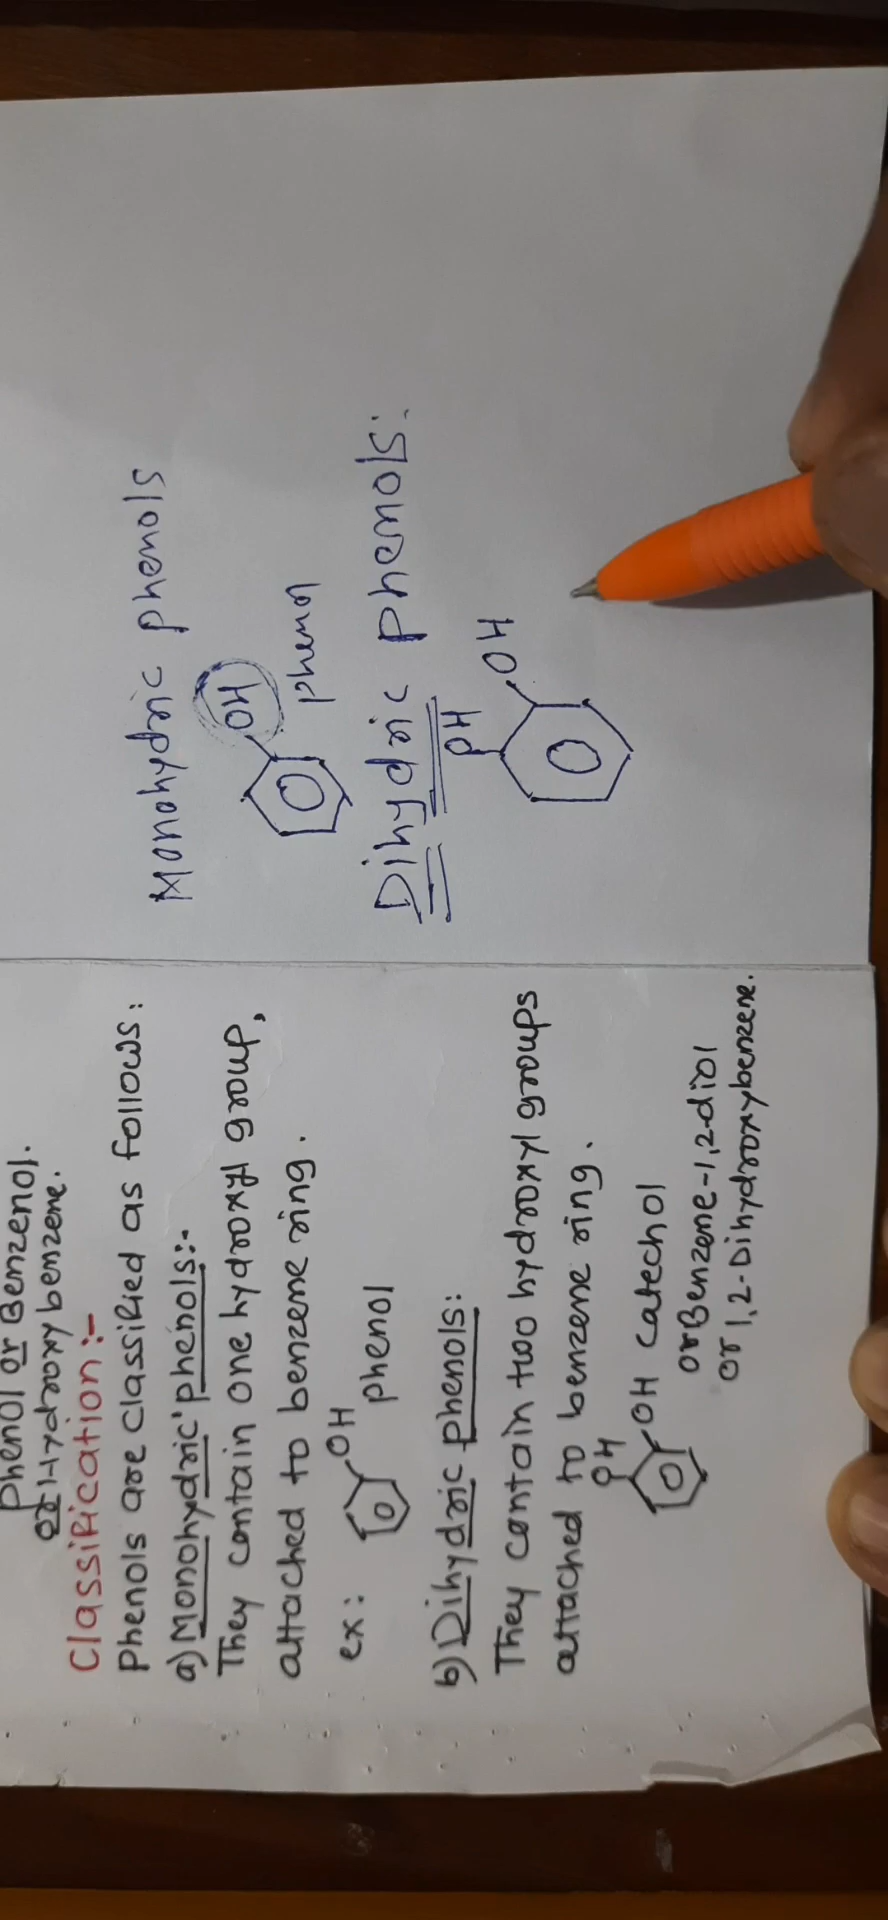 Phenol or Benzenol.
or 1-Hydroxybenzene.
Classification :-
Phenols are classified as follows :
a) Monohydric phenols:-
They contain one hydroxyl group,
attached to benzene ring.
OH
ex : phenol
b) Dihydric phenols:
They contain two hydroxyl groups
attached to benzene ring.
OH
OH catechol
or Benzene-1,2-diol
or 1,2-Dihydroxybenzene.
Monohydric phenols
OH
phenol
Dihydric phenols:
OH
OH